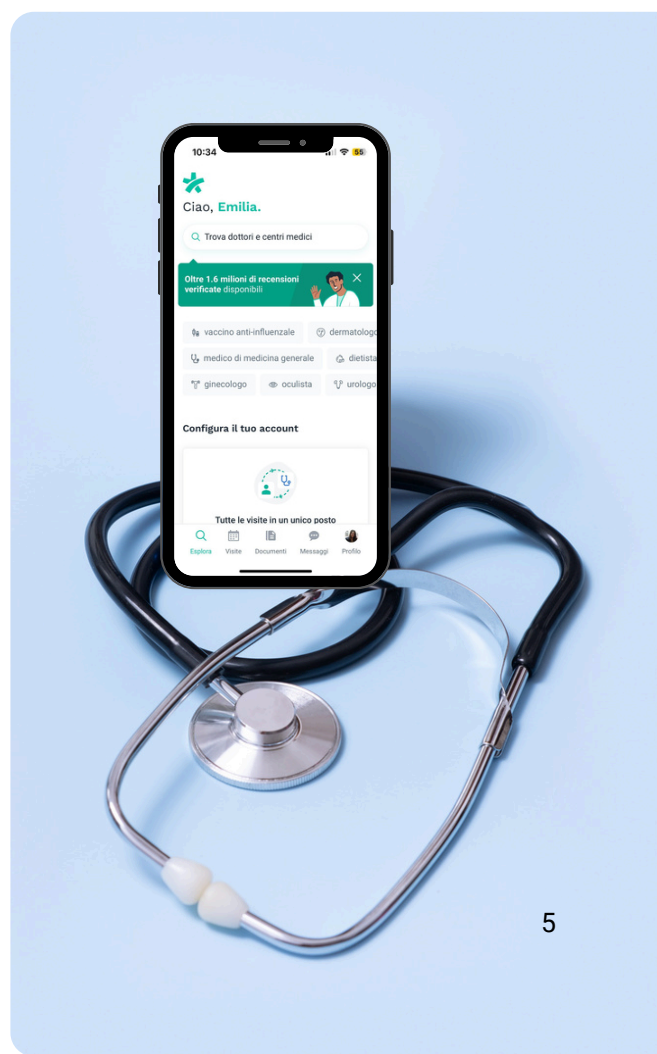 10:34
55
Ciao, Emilia.
Trova dottori e centri medici
Oltre 1.6 milioni di recensioni
verificate disponibili
vaccino anti-influenzale dermatologo
medico di medicina generale dietista
ginecologo oculista urologo
Configura il tuo account
Tutte le visite in un unico posto
Esplora Visite Documenti Messaggi Profilo
5